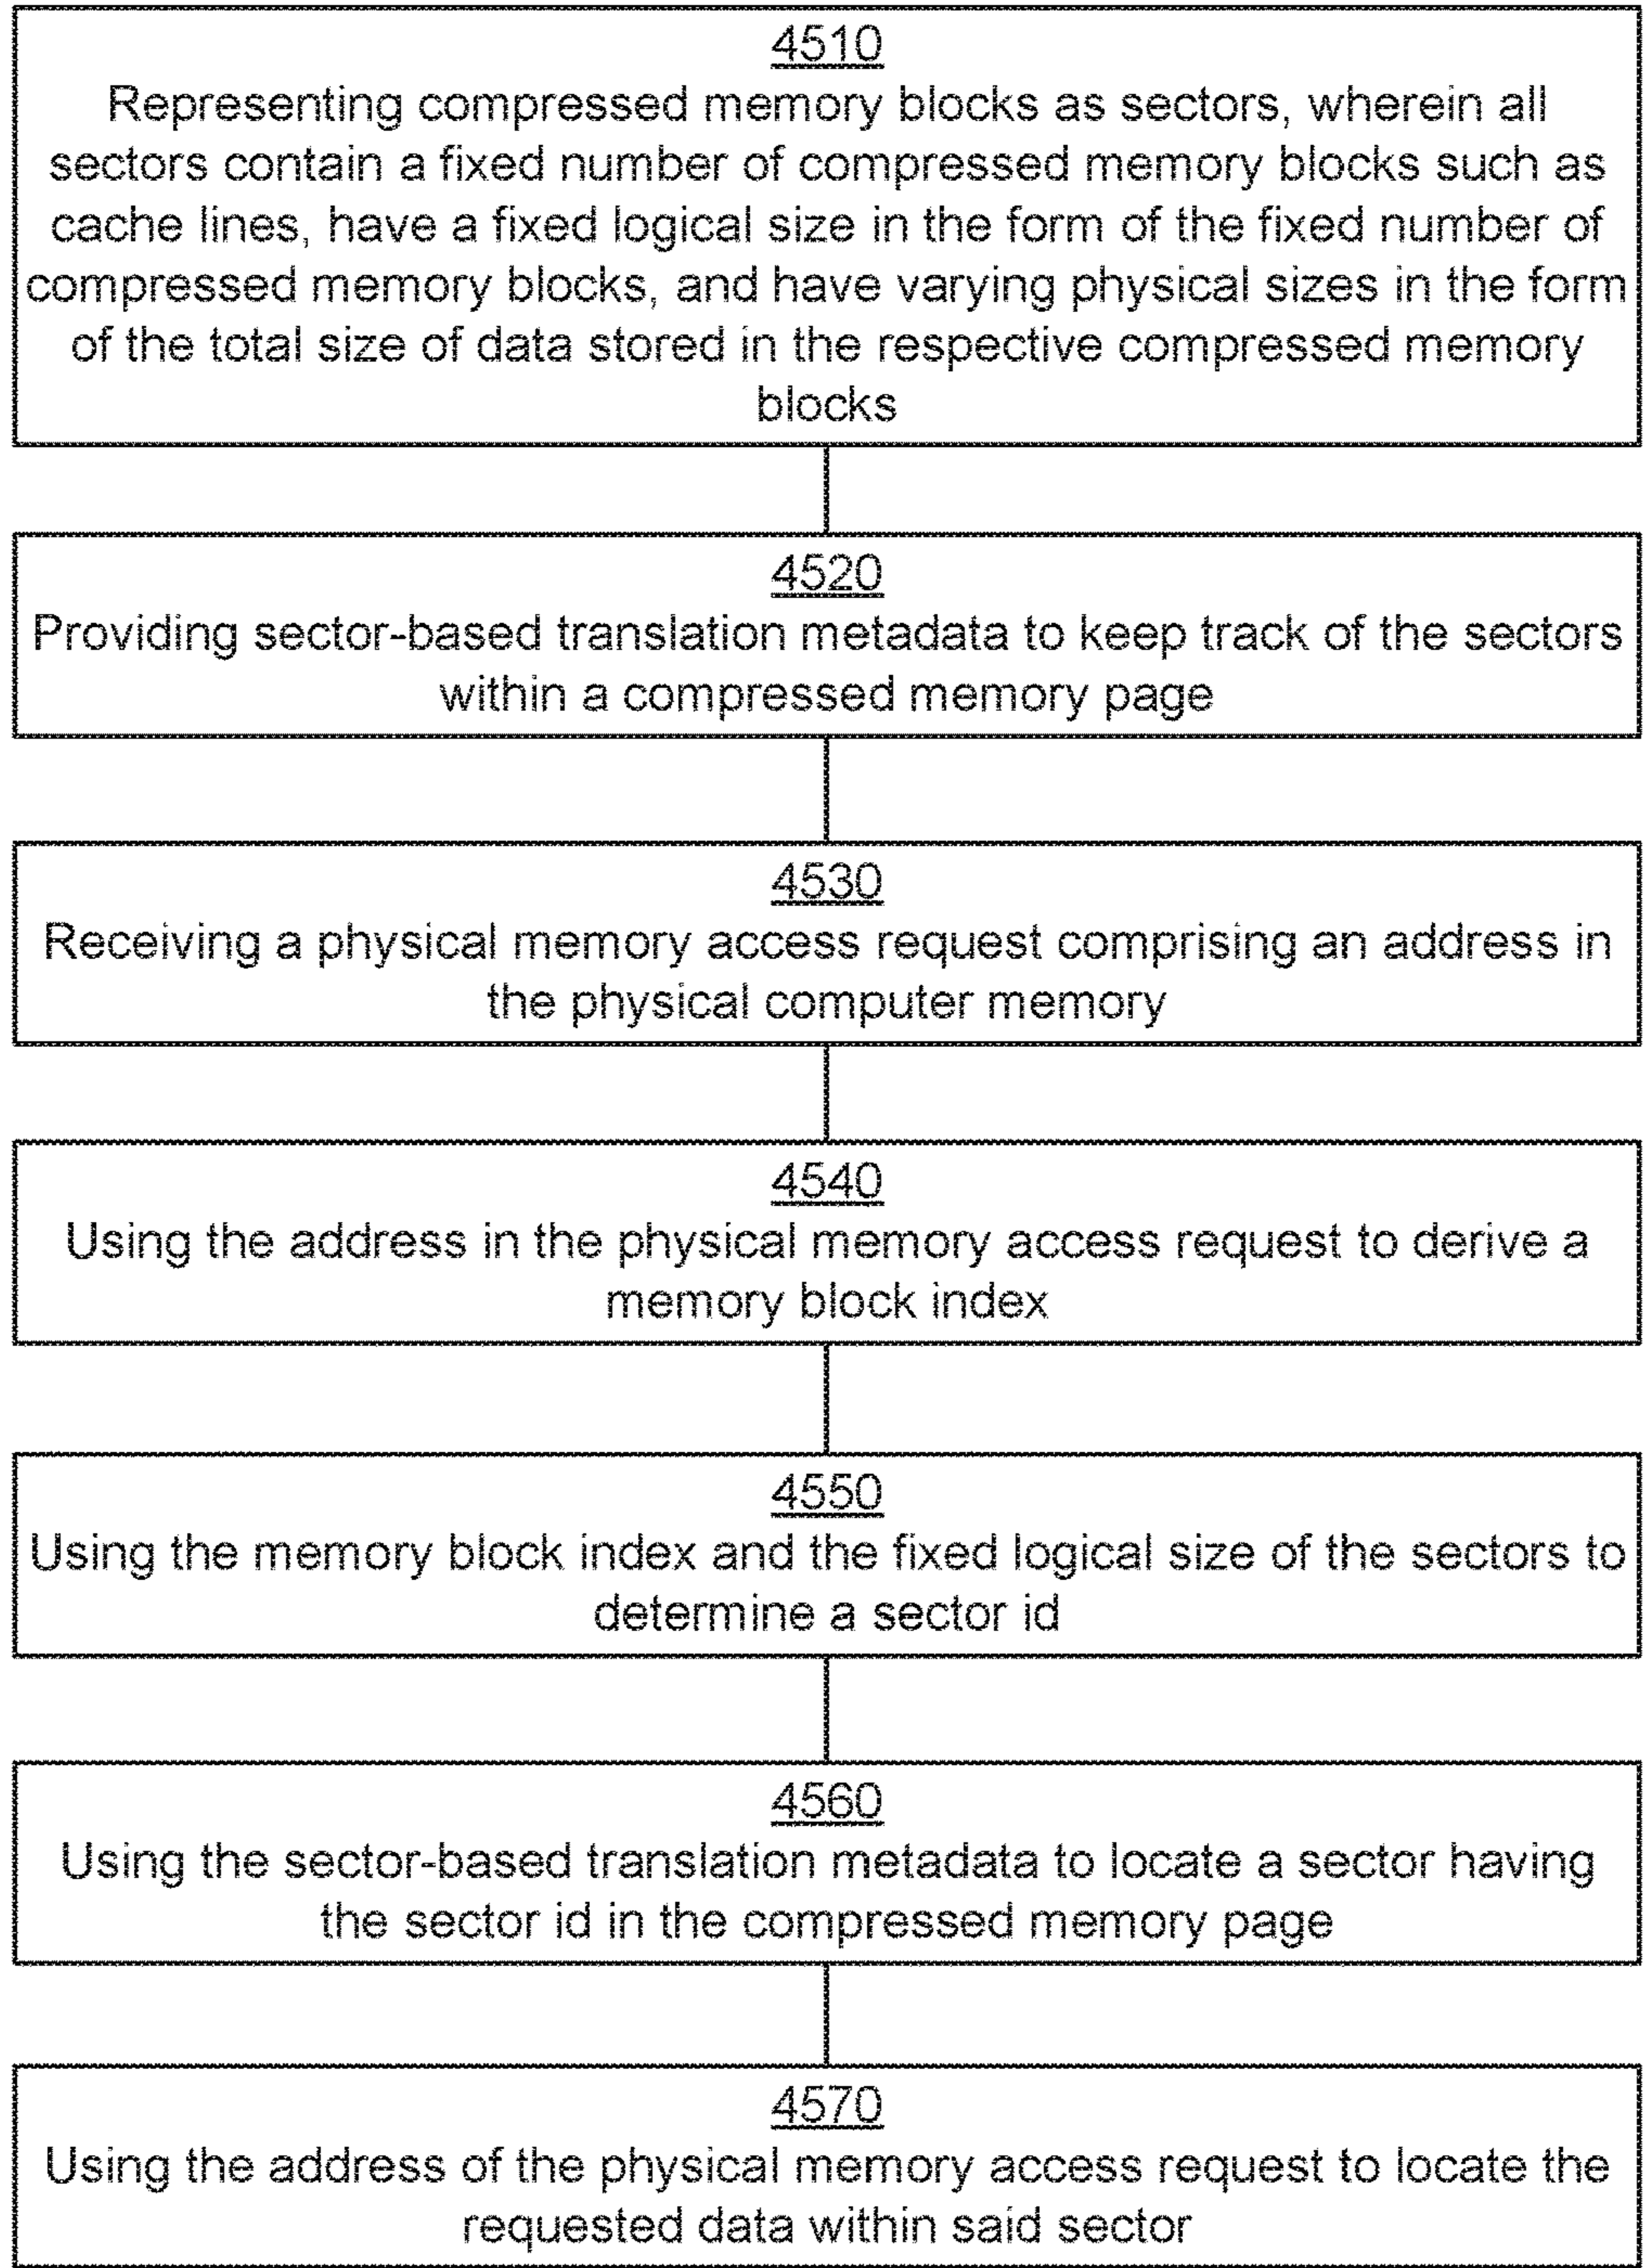 4510
Representing compressed memory blocks as sectors, wherein all
sectors contain a fixed number of compressed memory blocks such as
cache lines, have a fixed logical size in the form of the fixed number of
compressed memory blocks, and have varying physical sizes in the form
of the total size of data stored in the respective compressed memory
blocks
4520
Providing sector-based translation metadata to keep track of the sectors
within a compressed memory page
4530
Receiving a physical memory access request comprising an address in
the physical computer memory
4540
Using the address in the physical memory access request to derive a
memory block index
4550
Using the memory block index and the fixed logical size of the sectors to
determine a sector id
4560
Using the sector-based translation metadata to locate a sector having
the sector id in the compressed memory page
4570
Using the address of the physical memory access request to locate the
requested data within said sector